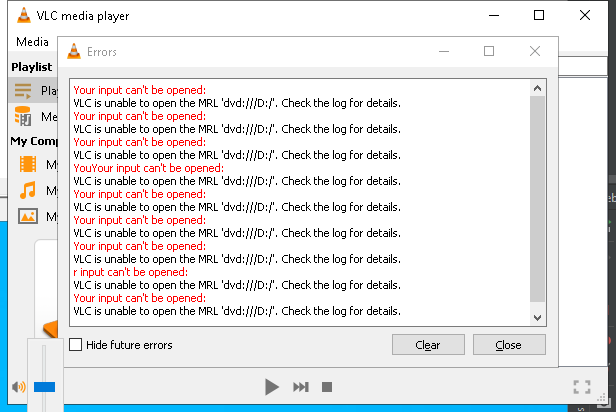 VLC media player
Media
Errors
Playlist
Your input can't be opened:
VLC is unable to open the MRL 'dvd:///D:/'. Check the log for details.
Your input can't be opened:
VLC is unable to open the MRL 'dvd:///D:/'. Check the log for details.
Your input can't be opened:
VLC is unable to open the MRL 'dvd:///D:/'. Check the log for details.
YouYour input can't be opened:
VLC is unable to open the MRL 'dvd:///D:/'. Check the log for details.
Your input can't be opened:
VLC is unable to open the MRL 'dvd:///D:/'. Check the log for details.
Your input can't be opened:
VLC is unable to open the MRL 'dvd:///D:/'. Check the log for details.
Your input can't be opened:
VLC is unable to open the MRL 'dvd:///D:/'. Check the log for details.
r input can't be opened:
VLC is unable to open the MRL 'dvd:///D:/'. Check the log for details.
Your input can't be opened:
VLC is unable to open the MRL 'dvd:///D:/'. Check the log for details.
Play
Me
My Comp
My
My
My
Hide future errors
Clear
Close